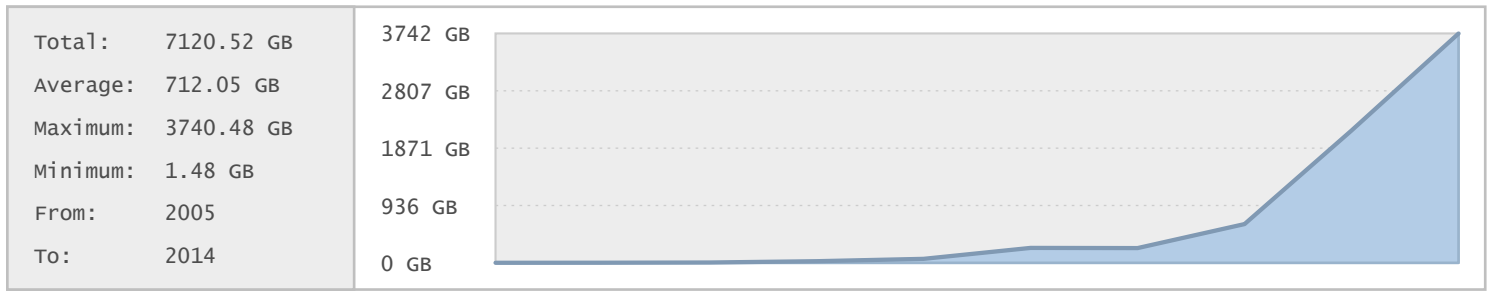 Total: 7120.52 GB
Average: 712.05 GB
Maximum: 3740.48 GB
Minimum: 1.48 GB
From: 2005
To: 2014
3742 GB
2807 GB
1871 GB
936 GB
0 GB